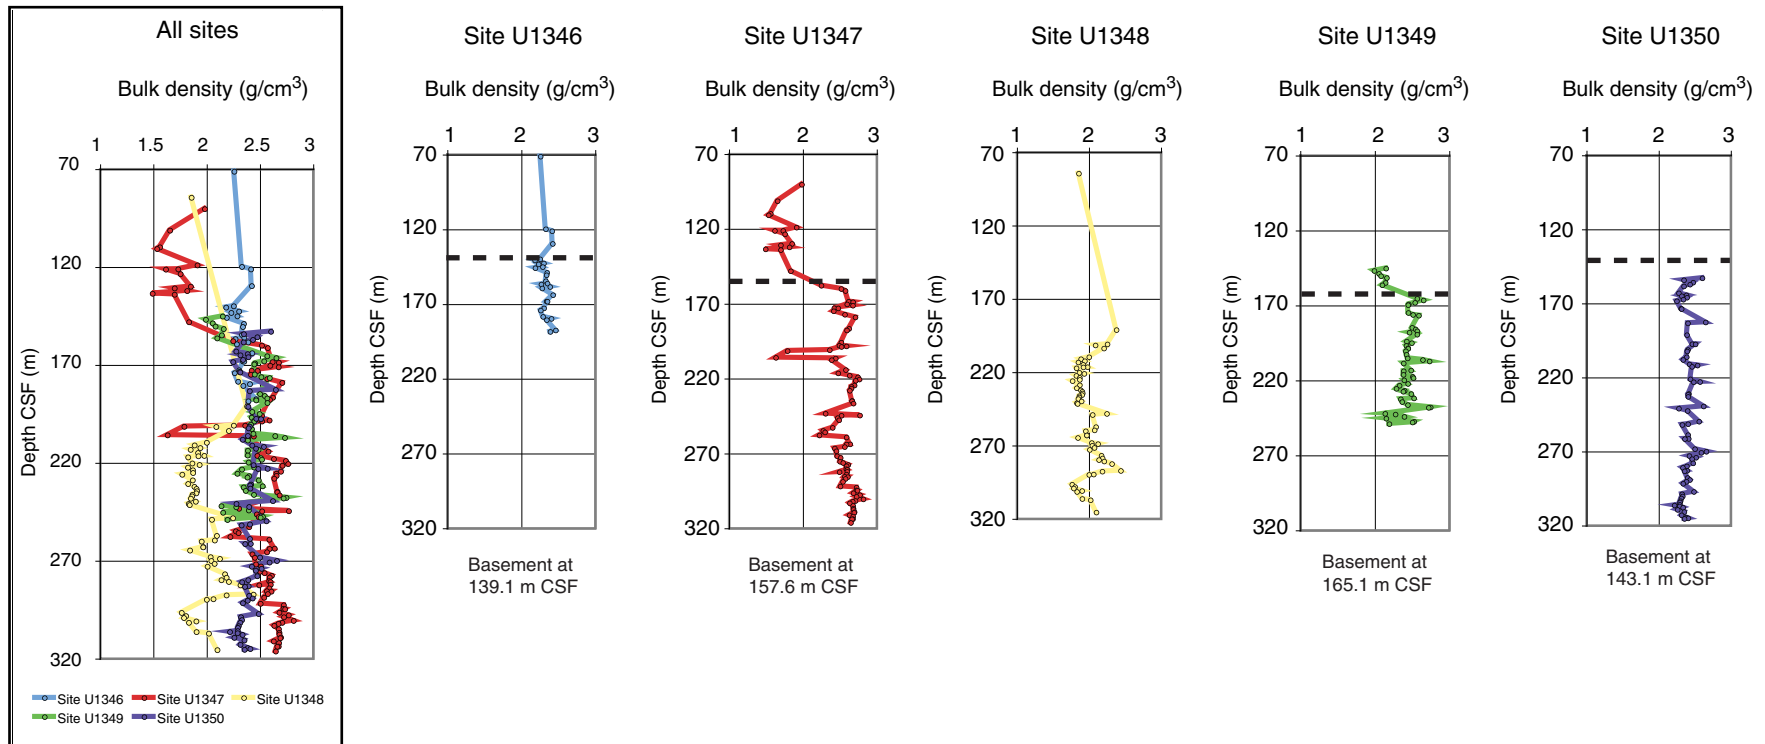 All sites
Bulk density (g/cm3)
1 1.5 2 2.5 3
70
120
170
220
270
320
Depth CSF (m)
Site U1346 Site U1347 Site U1348
Site U1349 Site U1350
Site U1346
Bulk density (g/cm3)
1 2 3
70
120
170
220
270
320
Depth CSF (m)
Basement at
139.1 m CSF
Site U1347
Bulk density (g/cm3)
1 2 3
70
120
170
220
270
320
Depth CSF (m)
Basement at
157.6 m CSF
Site U1348
Bulk density (g/cm3)
1 2 3
70
120
170
220
270
320
Depth CSF (m)
Site U1349
Bulk density (g/cm3)
1 2 3
70
120
170
220
270
320
Depth CSF (m)
Basement at
165.1 m CSF
Site U1350
Bulk density (g/cm3)
1 2 3
70
120
170
220
270
320
Depth CSF (m)
Basement at
143.1 m CSF